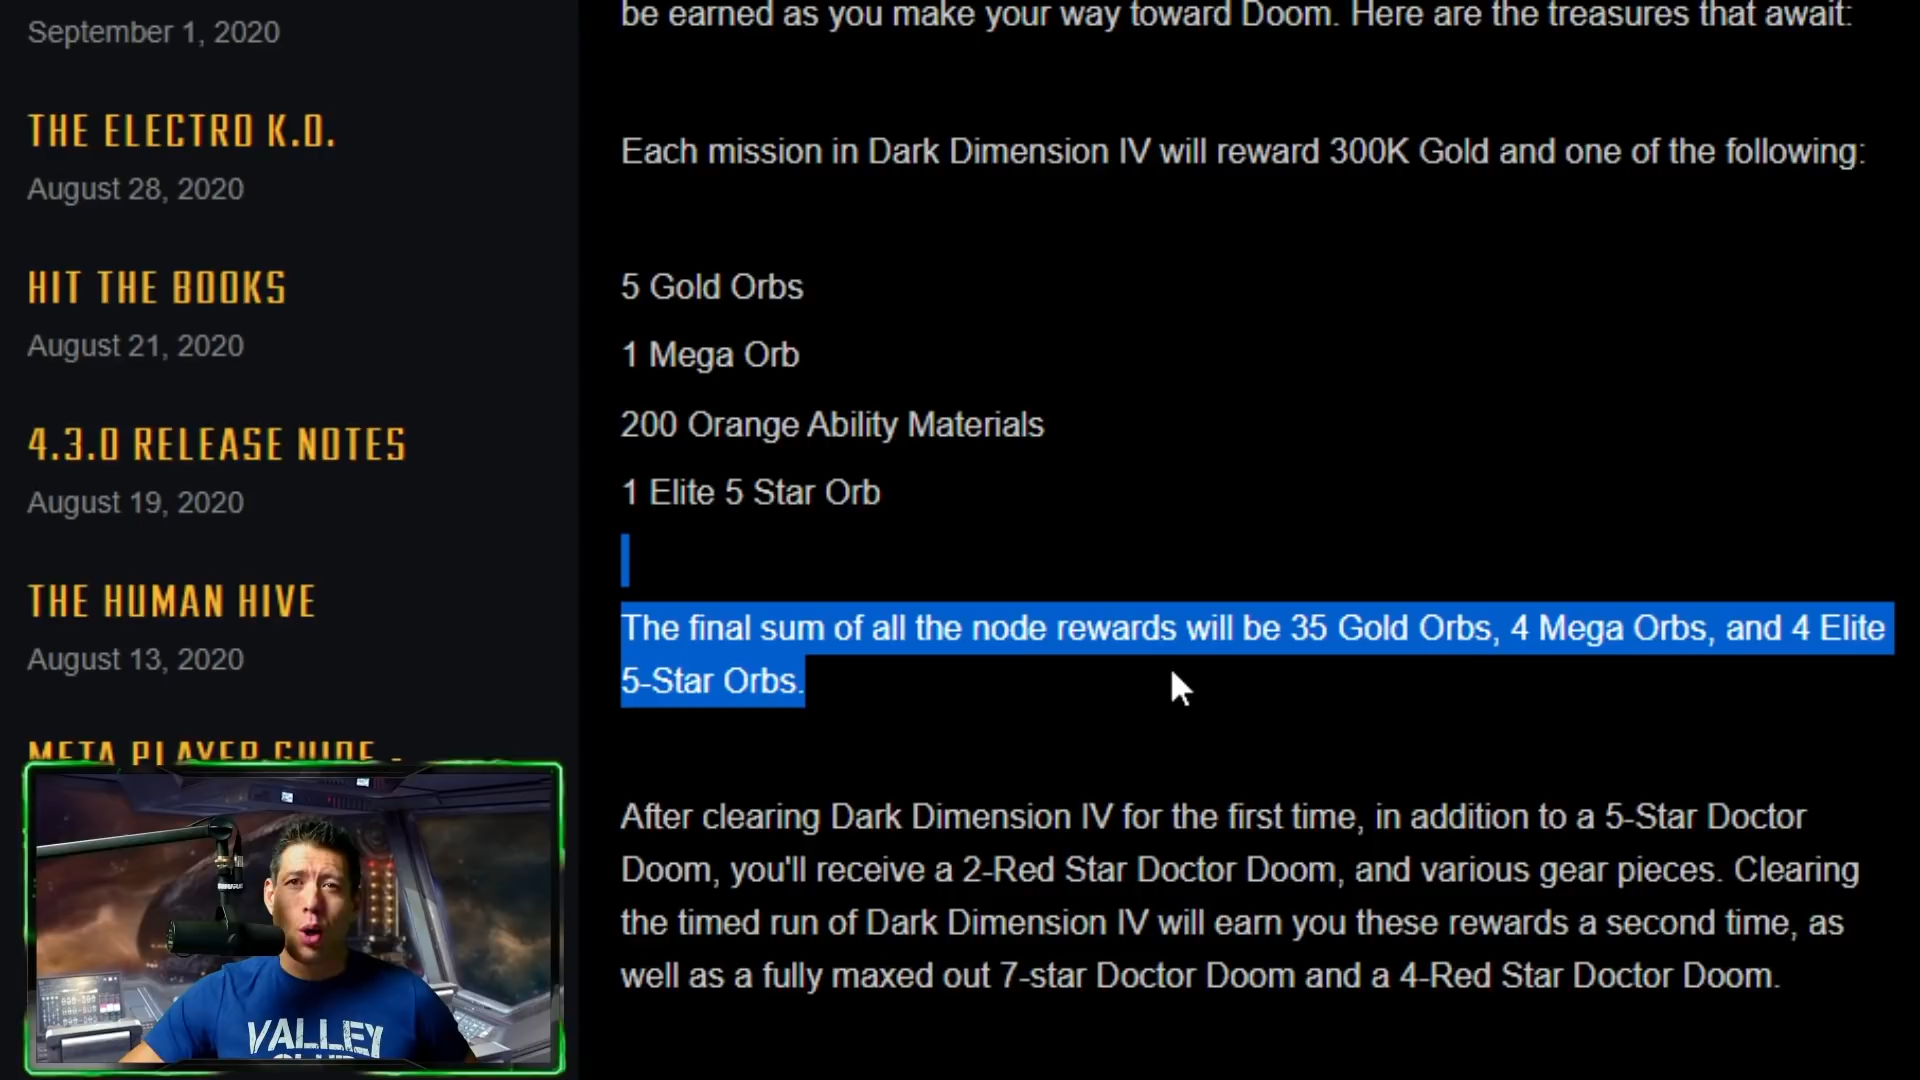 September 1, 2020
THE ELECTRO K.O.
August 28, 2020
HIT THE BOOKS
August 21, 2020
4.3.0 RELEASE NOTES
August 19, 2020
THE HUMAN HIVE
August 13, 2020
META PLAYER GUIDE -
be earned as you make your way toward Doom. Here are the treasures that await:
Each mission in Dark Dimension IV will reward 300K Gold and one of the following:
5 Gold Orbs
1 Mega Orb
200 Orange Ability Materials
1 Elite 5 Star Orb
The final sum of all the node rewards will be 35 Gold Orbs, 4 Mega Orbs, and 4 Elite
5-Star Orbs.
After clearing Dark Dimension IV for the first time, in addition to a 5-Star Doctor
Doom, you'll receive a 2-Red Star Doctor Doom, and various gear pieces. Clearing
the timed run of Dark Dimension IV will earn you these rewards a second time, as
well as a fully maxed out 7-star Doctor Doom and a 4-Red Star Doctor Doom.
VALLEY